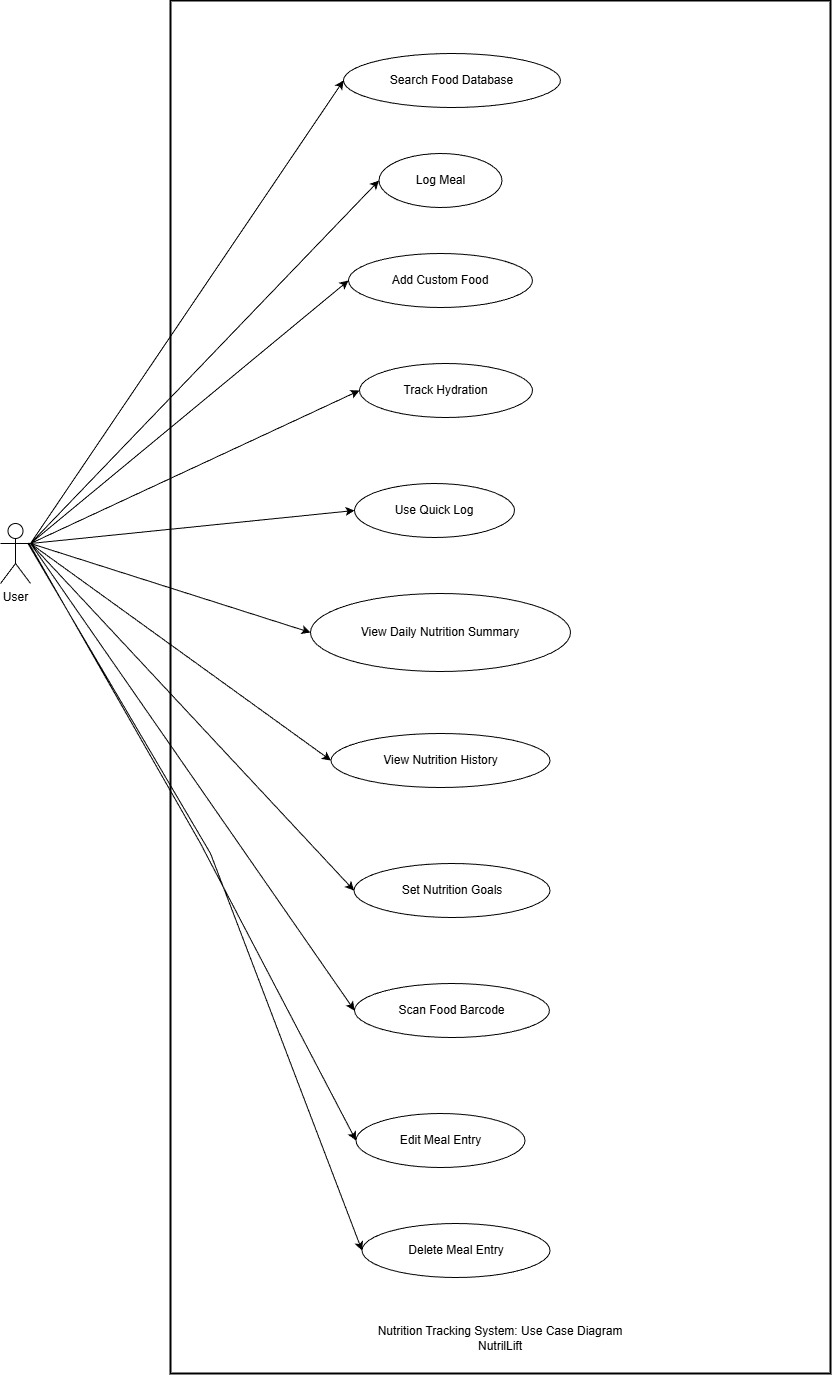 Search Food Database
Log Meal
Add Custom Food
Track Hydration
Use Quick Log
User
View Daily Nutrition Summary
View Nutrition History
Set Nutrition Goals
Scan Food Barcode
Edit Meal Entry
Delete Meal Entry
Nutrition Tracking System: Use Case Diagram
NutrilLift